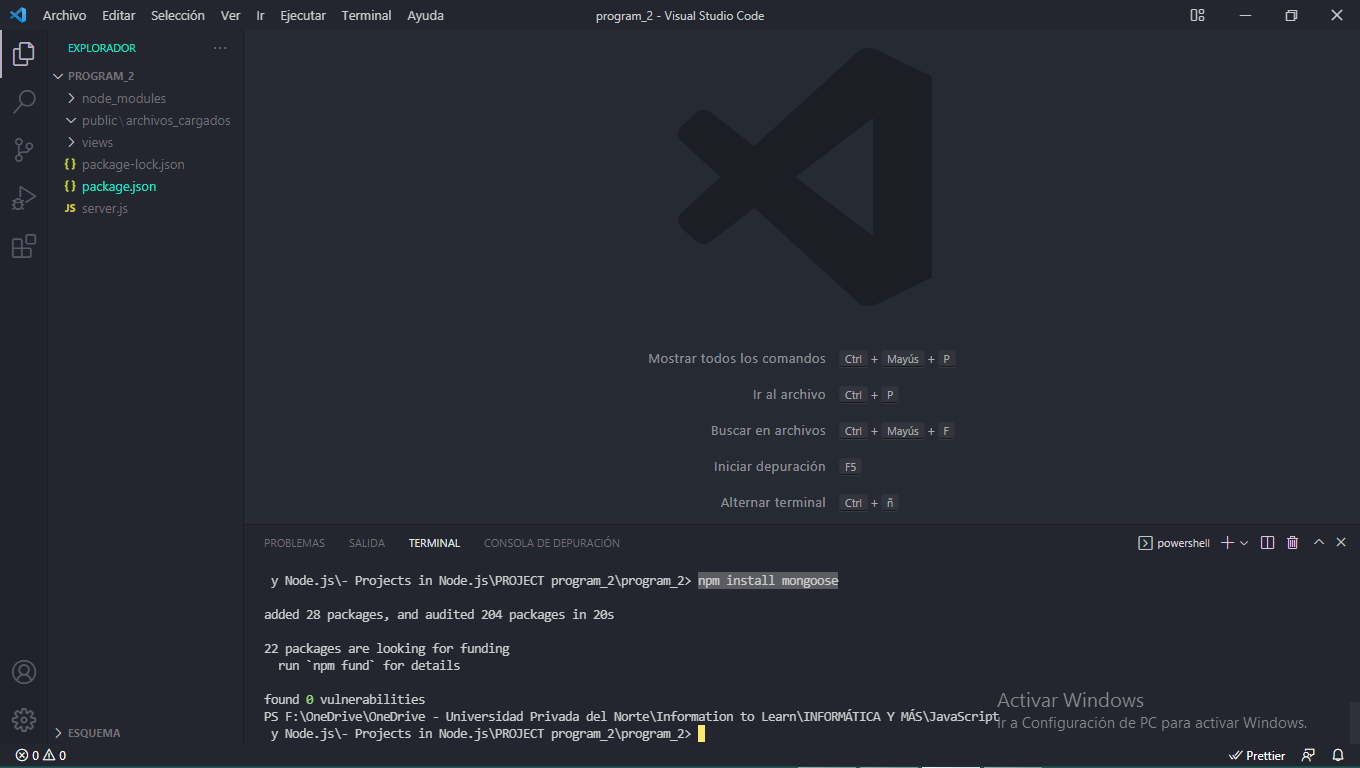 Archivo Editar Selección Ver Ir Ejecutar Terminal Ayuda
program_2 - Visual Studio Code
EXPLORADOR
PROGRAM_2
node_modules
public\archivos_cargados
views
{} package-lock.json
{} package.json
JS server.js
ESQUEMA
Mostrar todos los comandos Ctrl + Mayús + P
Ir al archivo Ctrl + P
Buscar en archivos Ctrl + Mayús + F
Iniciar depuración F5
Alternar terminal Ctrl + ñ
PROBLEMAS SALIDA TERMINAL CONSOLA DE DEPURACIÓN
powershell
y Node.js\- Projects in Node.js\PROJECT program_2\program_2> npm install mongoose
added 28 packages, and audited 204 packages in 20s
22 packages are looking for funding
run `npm fund` for details
found 0 vulnerabilities
PS F:\OneDrive\OneDrive - Universidad Privada del Norte\Information to Learn\INFORMÁTICA Y MÁS\JavaScript
y Node.js\- Projects in Node.js\PROJECT program_2\program_2>
Activar Windows
Ir a Configuración de PC para activar Windows.
0 0
Prettier